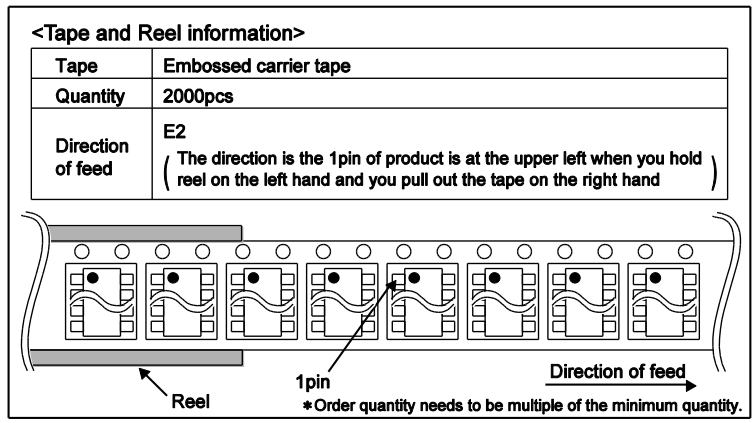 <Tape and Reel information>
Tape Embossed carrier tape
Quantity 2000pcs
Direction of feed E2
( The direction is the 1pin of product is at the upper left when you hold
reel on the left hand and you pull out the tape on the right hand )
Reel
1pin
Direction of feed
*Order quantity needs to be multiple of the minimum quantity.